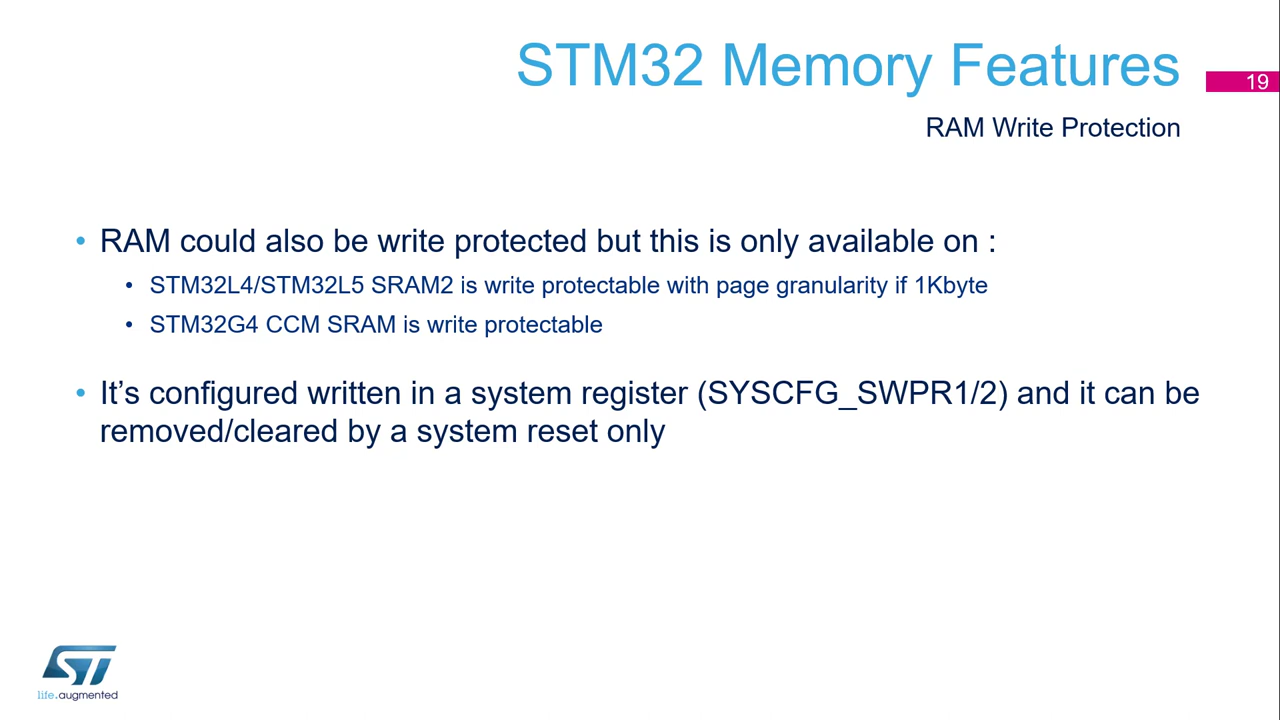 STM32 Memory Features
19
RAM Write Protection
• RAM could also be write protected but this is only available on :
• STM32L4/STM32L5 SRAM2 is write protectable with page granularity if 1Kbyte
• STM32G4 CCM SRAM is write protectable
• It’s configured written in a system register (SYSCFG_SWPR1/2) and it can be
removed/cleared by a system reset only
ST
life.augmented